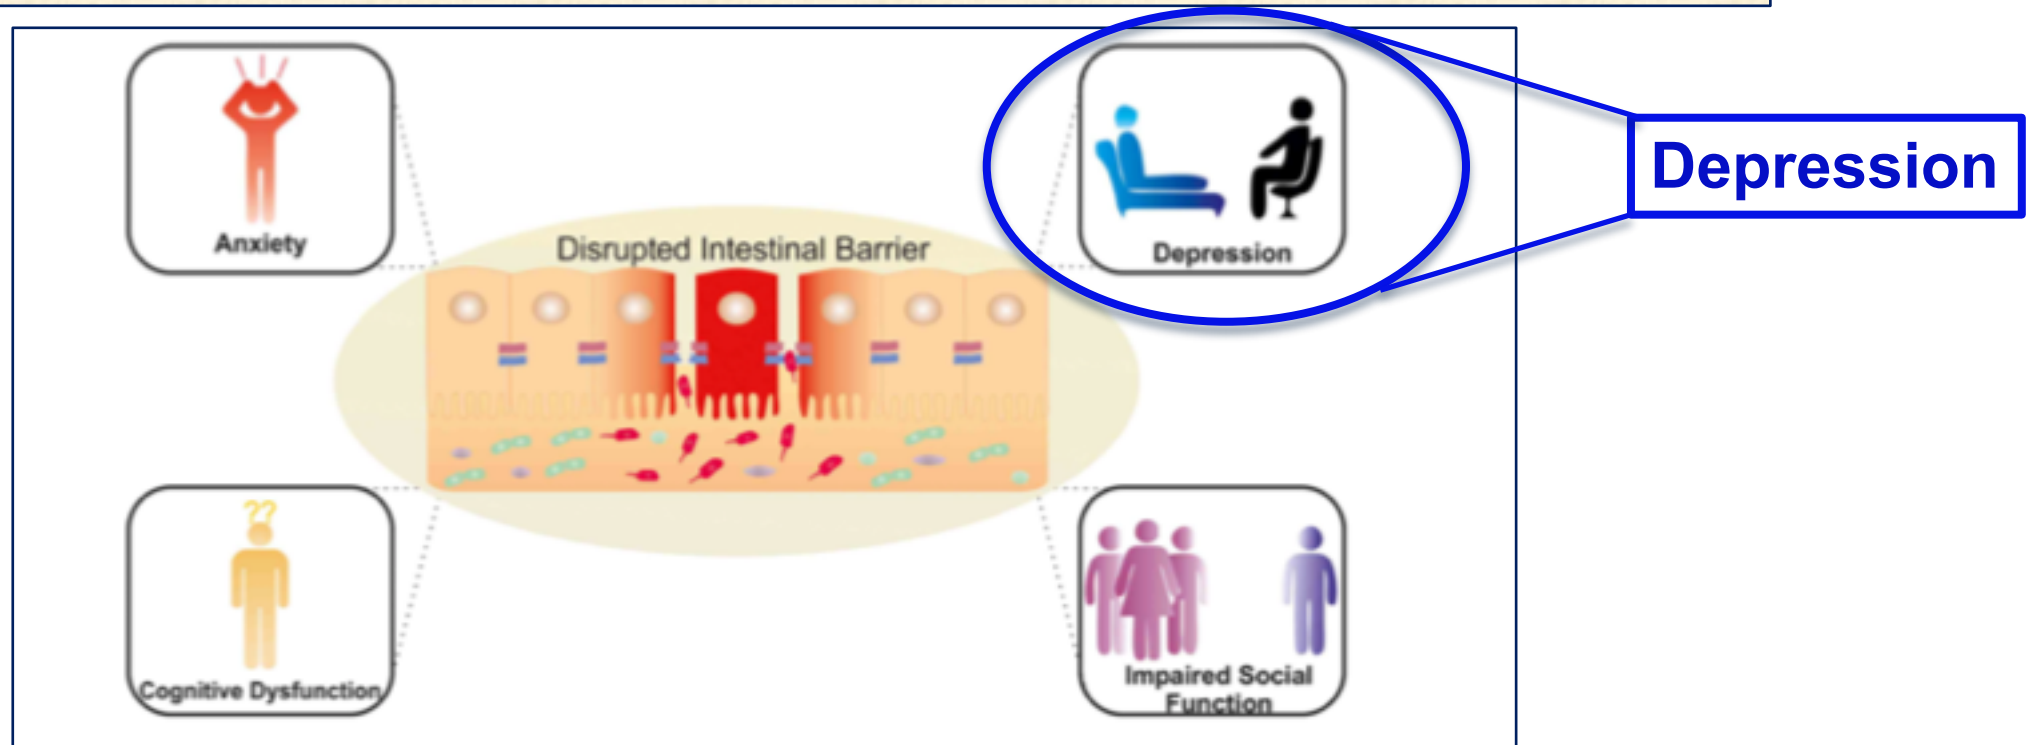 Anxiety
Depression
Depression
Disrupted Intestinal Barrier
??
Cognitive Dysfunction
Impaired Social
Function